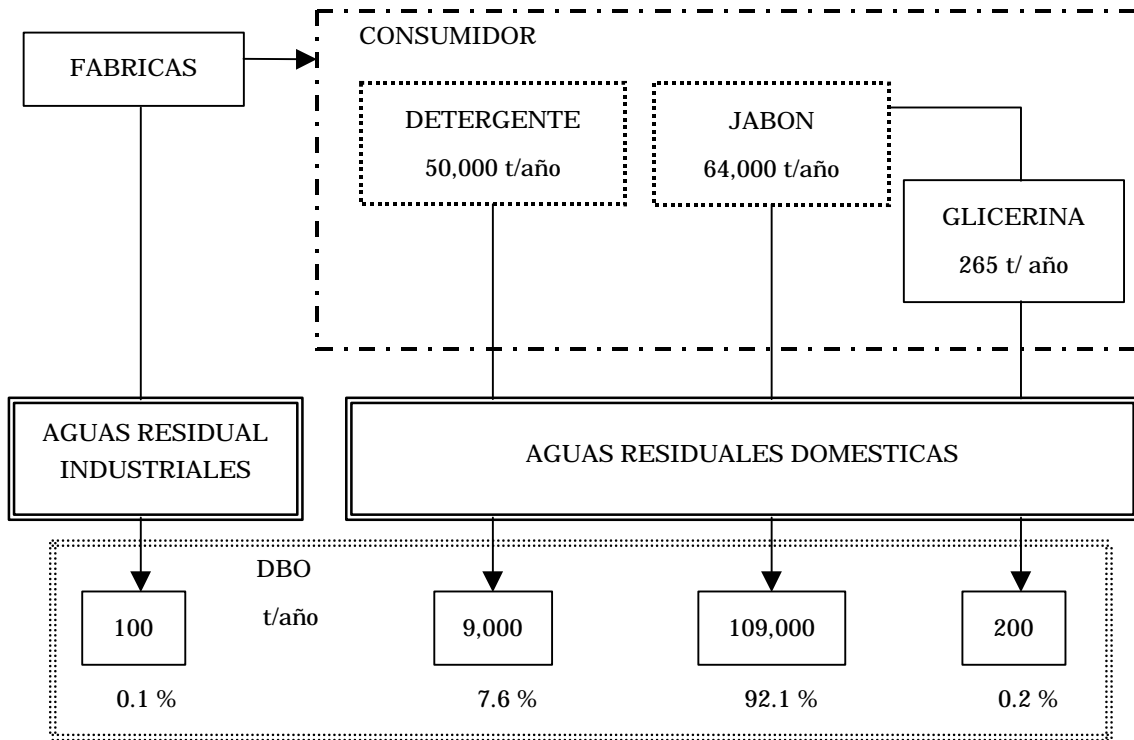 CONSUMIDOR
FABRICAS
DETERGENTE
50,000 t/año
JABON
64,000 t/año
GLICERINA
265 t/ año
AGUAS RESIDUAL
INDUSTRIALES
AGUAS RESIDUALES DOMESTICAS
DBO
t/año
100
9,000
109,000
200
0.1 %
7.6 %
92.1 %
0.2 %